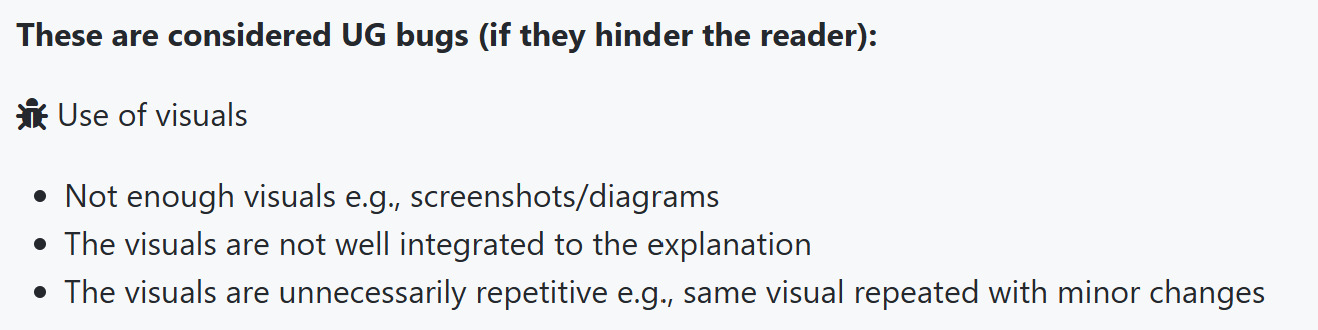 These are considered UG bugs (if they hinder the reader):
Use of visuals
Not enough visuals e.g., screenshots/diagrams
The visuals are not well integrated to the explanation
The visuals are unnecessarily repetitive e.g., same visual repeated with minor changes